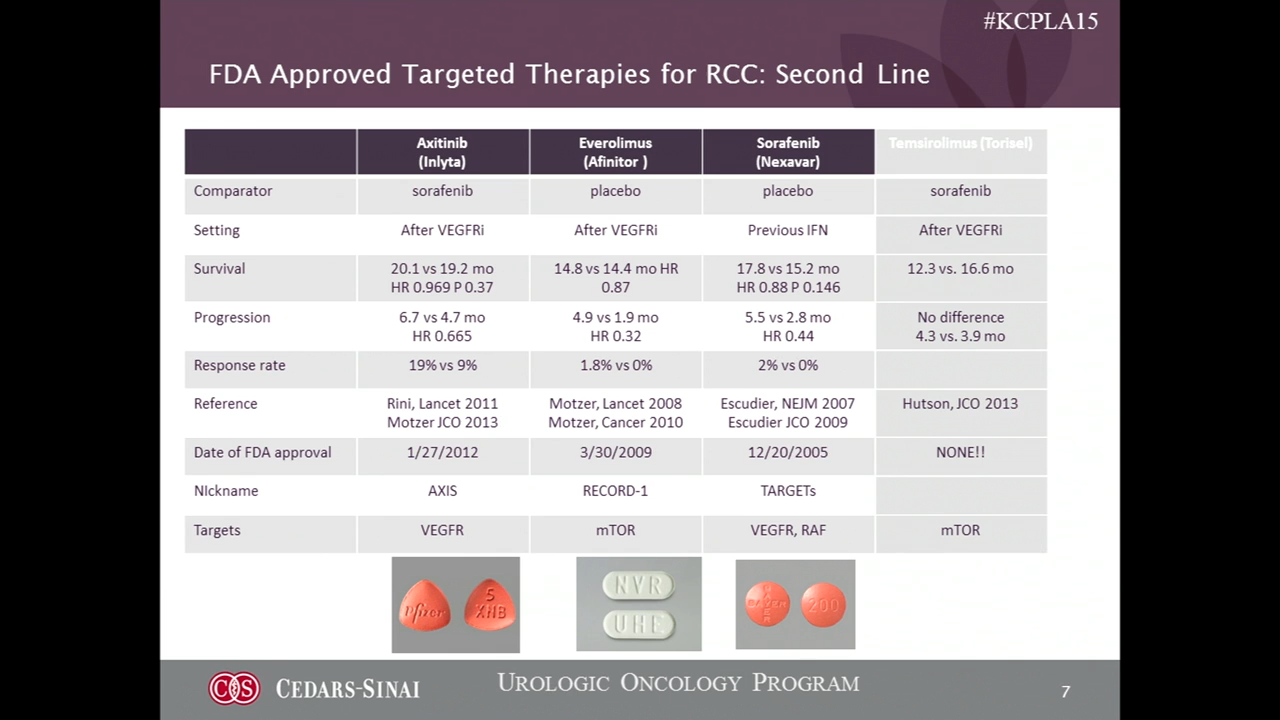 #KCPLA15
FDA Approved Targeted Therapies for RCC: Second Line
Axitinib (Inlyta) Everolimus (Afinitor ) Sorafenib (Nexavar) Temsirolimus (Torisel)
Comparator sorafenib placebo placebo sorafenib
Setting After VEGFRi After VEGFRi Previous IFN After VEGFRi
Survival 20.1 vs 19.2 mo HR 0.969 P 0.37 14.8 vs 14.4 mo HR 0.87 17.8 vs 15.2 mo HR 0.88 P 0.146 12.3 vs. 16.6 mo
Progression 6.7 vs 4.7 mo HR 0.665 4.9 vs 1.9 mo HR 0.32 5.5 vs 2.8 mo HR 0.44 No difference 4.3 vs. 3.9 mo
Response rate 19% vs 9% 1.8% vs 0% 2% vs 0%
Reference Rini, Lancet 2011 Motzer JCO 2013 Motzer, Lancet 2008 Motzer, Cancer 2010 Escudier, NEJM 2007 Escudier JCO 2009 Hutson, JCO 2013
Date of FDA approval 1/27/2012 3/30/2009 12/20/2005 NONE!!
NIckname AXIS RECORD-1 TARGETs
Targets VEGFR mTOR VEGFR, RAF mTOR
Pfizer 5 XNB NVR UHE BAYER 200
CEDARS-SINAI UROLOGIC ONCOLOGY PROGRAM 7